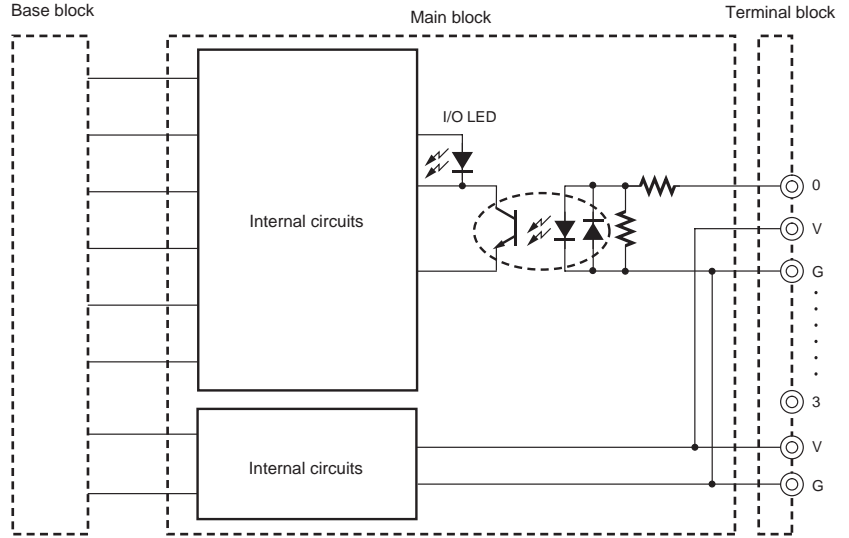 Base block
Main block
Terminal block
I/O LED
Internal circuits
0
V
G
3
Internal circuits
V
G